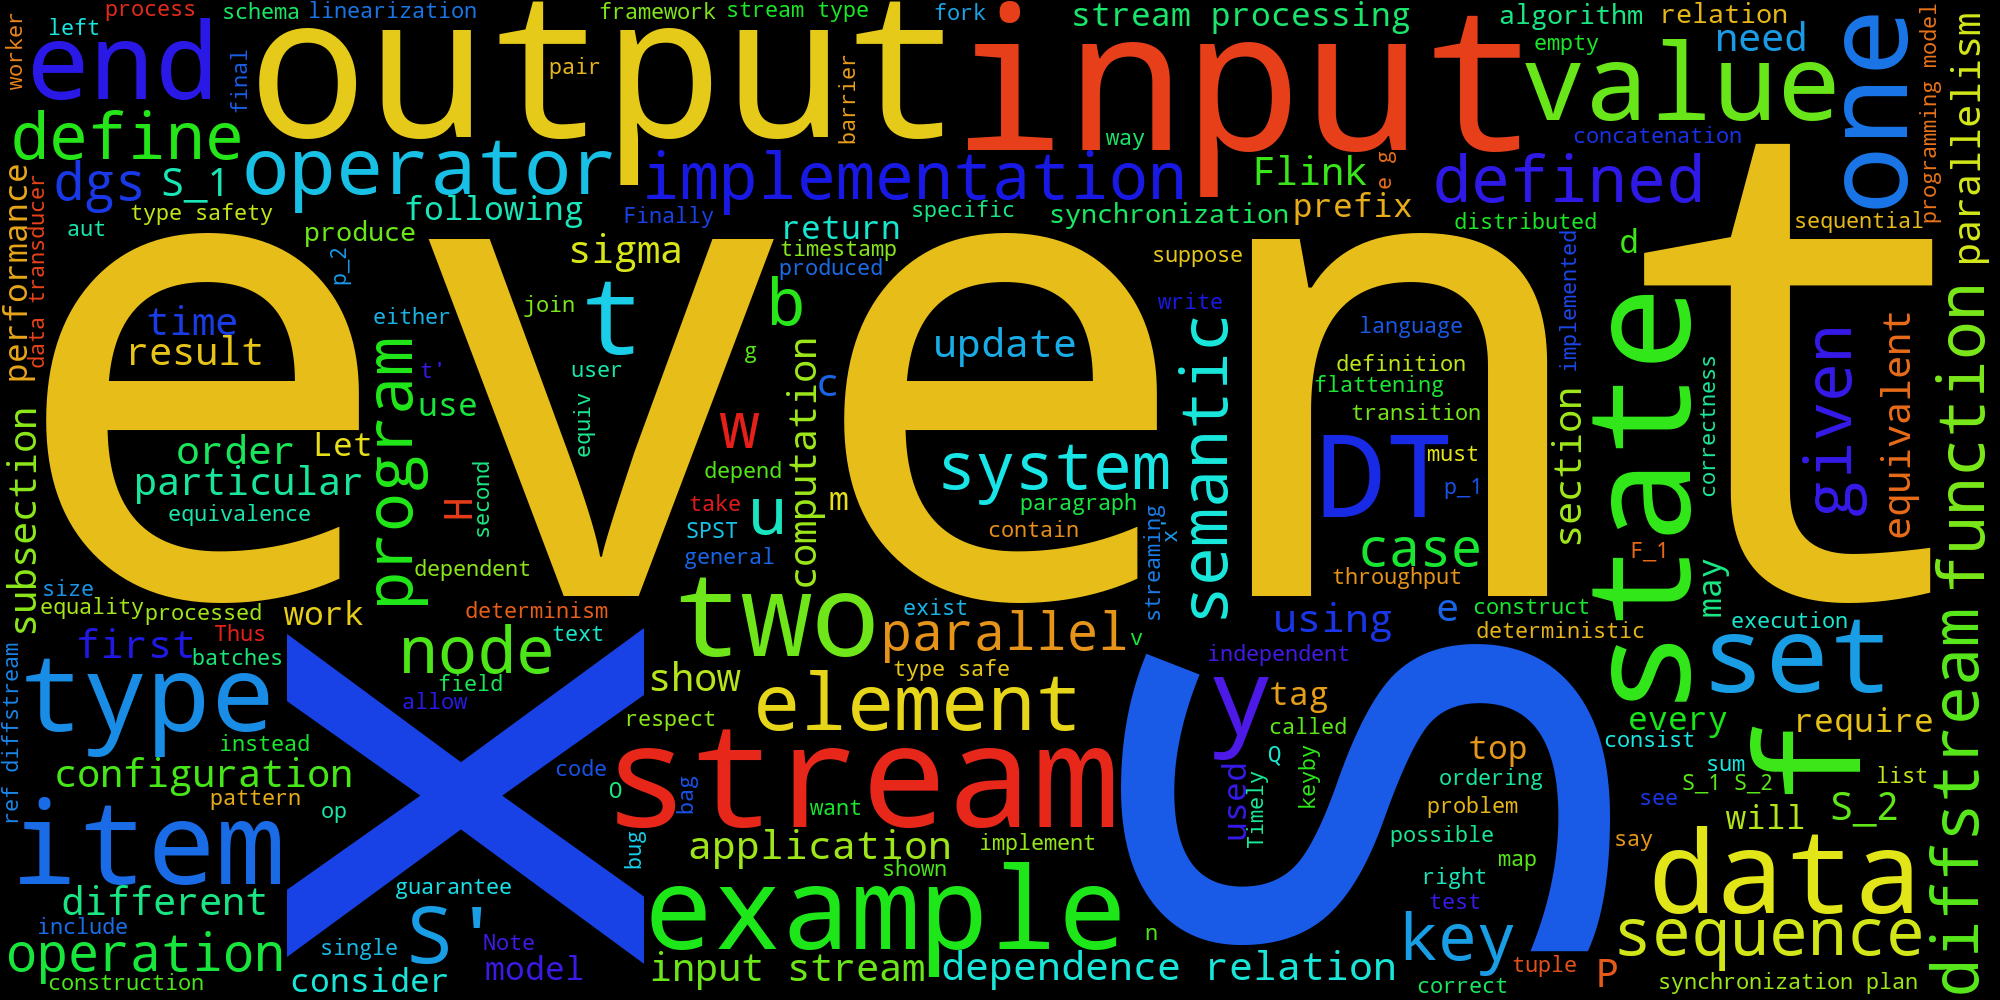 process
schema
linearization
framework
stream type
fork
stream processing
algorithm
relation
worker
left
end
final
output
pair
barrier
input
empty
need
value
one
programming model
parallelism
define
way
concatenation
operator
implementation
Flink
e g
defined
dgs
S_1
performance
data transducer
type safety
following
Finally
return
specific
synchronization
prefix
distributed
sequential
aut
produce
p_2
sigma
timestamp
produced
suppose
implemented
d
event
time
result
either
join
t
b
write
update
semantic
language
definition
flattening
transition
state
given
equivalent
function
program
t'
use
user
equiv
g
c
computation
w
correctness
section
subsection
order
Let
particular
equivalence
H
second
depend
take
u
m
SPST
general
system
paragraph
contain
streaming
x'
DT
must
p_1
case
throughput
F_1
may
dependent
size
equality
processed
work
determinism
two
exist
parallel
v
using
e
construct
deterministic
execution
first
Thus
batches
node
text
field
allow
show
type safe
independent
set
ref diffstream
type
x
respect
element
S
y
tag
called
every
require
instead
configuration
pattern
op
code
O
bag
stream
want
Q
keyby
used
Timely
top
ordering
problem
possible
f
consist
sum
S_1 S_2
list
see
S_2
will
diffstream
item
bug
application
implement
shown
map
say
data
different
guarantee
example
right
test
include
S'
single
Note
n
key
sequence
operation
construction
consider
model
input stream
dependence relation
correct
tuple
P
synchronization plan